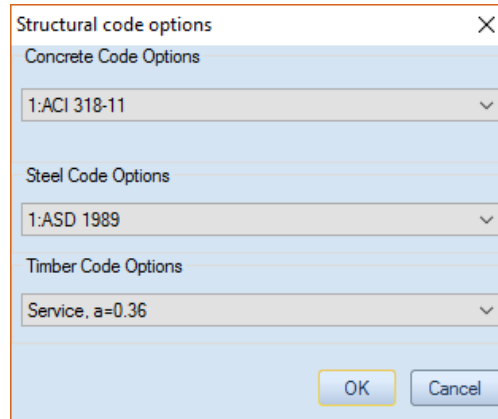 Structural code options
Concrete Code Options
1:ACI 318-11
Steel Code Options
1:ASD 1989
Timber Code Options
Service, a=0.36
OK Cancel